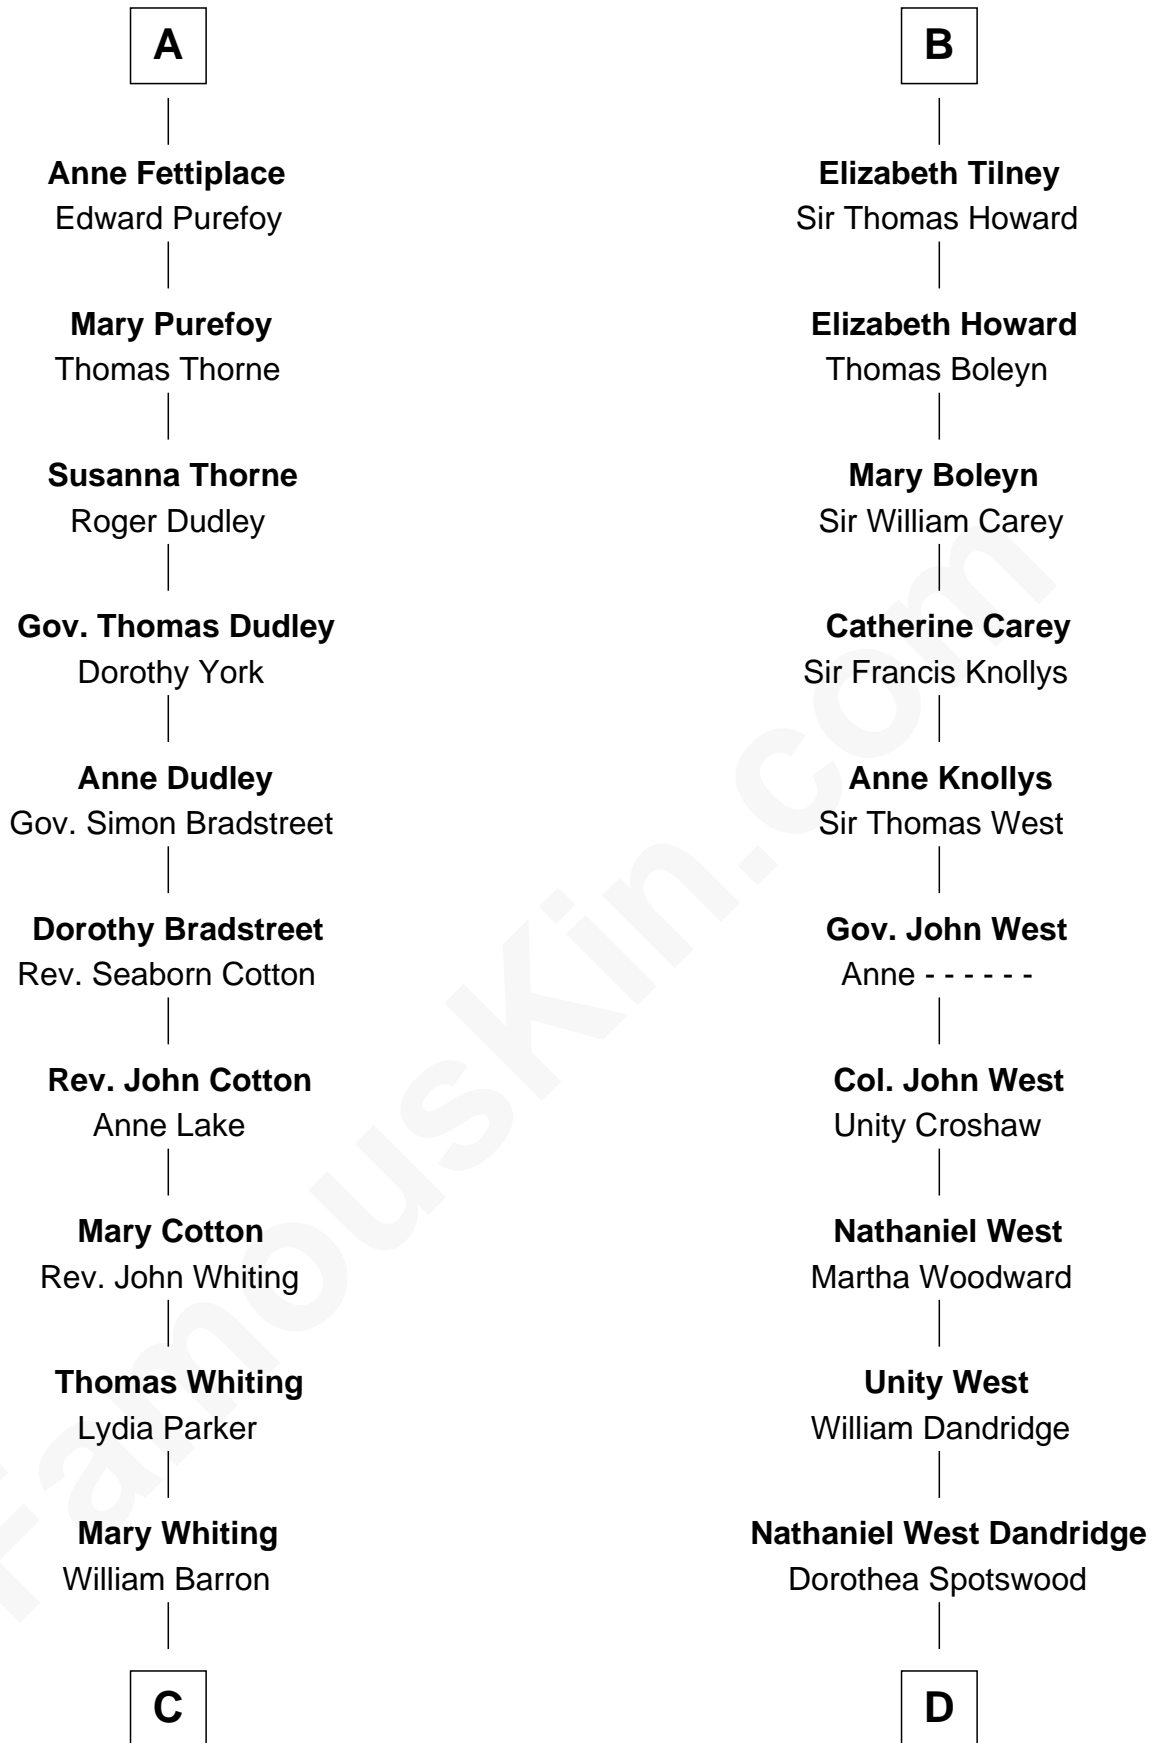 A
Anne Fettiplace
Edward Purefoy
Mary Purefoy
Thomas Thorne
Susanna Thorne
Roger Dudley
Gov. Thomas Dudley
Dorothy York
Anne Dudley
Gov. Simon Bradstreet
Dorothy Bradstreet
Rev. Seaborn Cotton
Rev. John Cotton
Anne Lake
Mary Cotton
Rev. John Whiting
Thomas Whiting
Lydia Parker
Mary Whiting
William Barron
C
B
Elizabeth Tilney
Sir Thomas Howard
Elizabeth Howard
Thomas Boleyn
Mary Boleyn
Sir William Carey
Catherine Carey
Sir Francis Knollys
Anne Knollys
Sir Thomas West
Gov. John West
Anne - - - - - -
Col. John West
Unity Croshaw
Nathaniel West
Martha Woodward
Unity West
William Dandridge
Nathaniel West Dandridge
Dorothea Spotswood
D
FamousKin.com